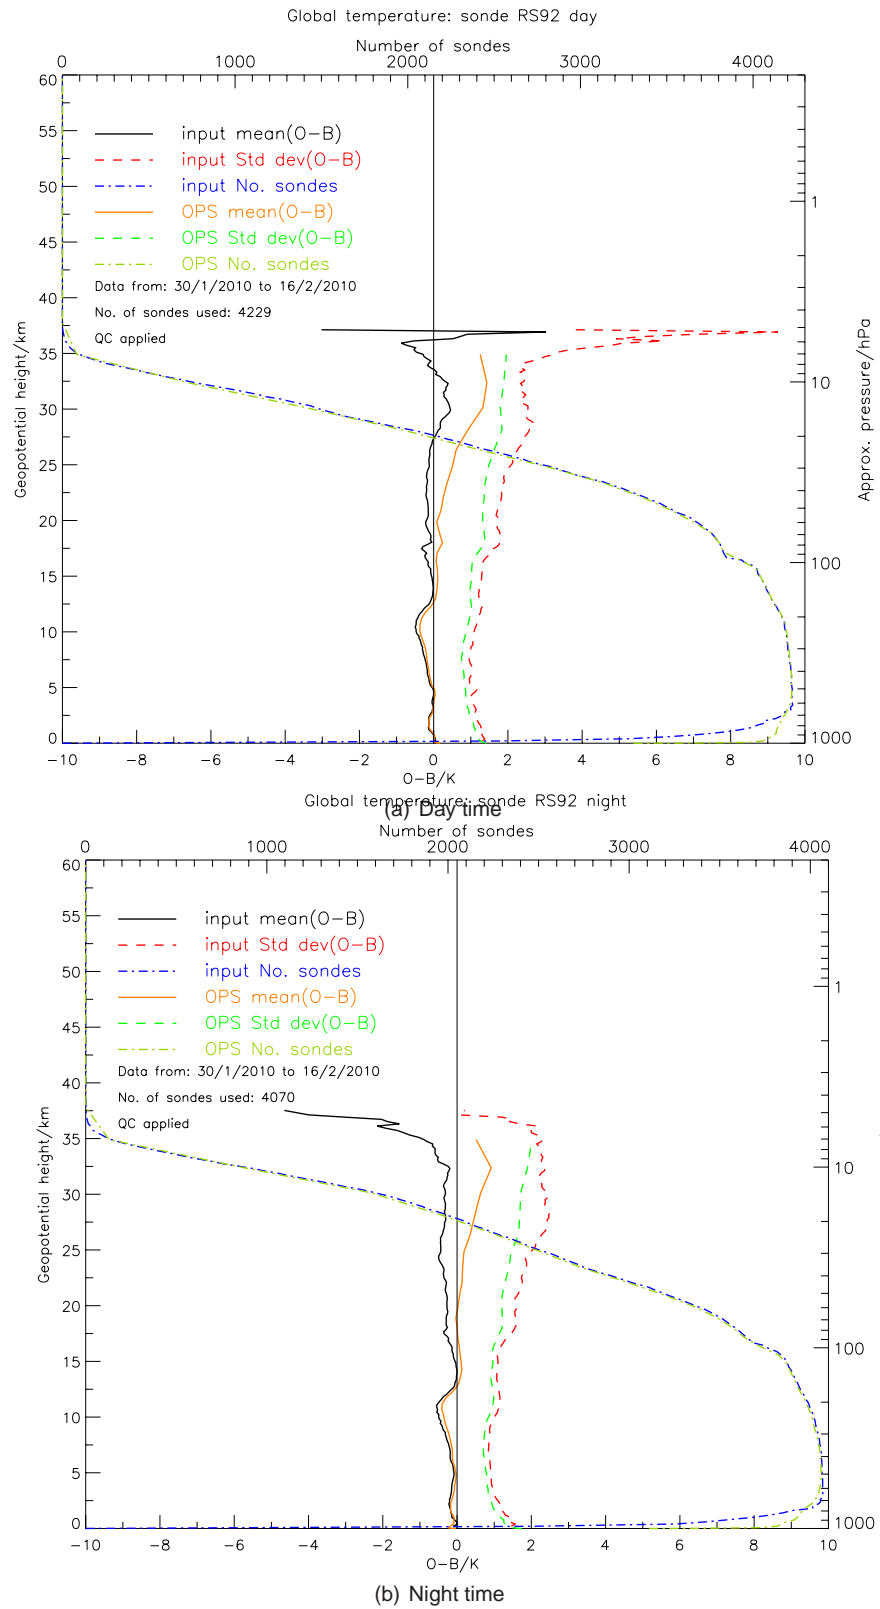 Global temperature: sonde RS92 day
Number of sondes
0 1000 2000 3000 4000
60
55
50
45
40
35
30
25
20
15
10
5
0
Geopotential height/km
input mean(O-B)
input Std dev(O-B)
input No. sondes
OPS mean(O-B)
OPS Std dev(O-B)
OPS No. sondes
Data from: 30/1/2010 to 16/2/2010
No. of sondes used: 4229
QC applied
1
10
100
1000
Approx. pressure/hPa
-10 -8 -6 -4 -2 0 2 4 6 8 10
O-B/K
(a) Day time
Global temperature: sonde RS92 night
Number of sondes
0 1000 2000 3000 4000
60
55
50
45
40
35
30
25
20
15
10
5
0
Geopotential height/km
input mean(O-B)
input Std dev(O-B)
input No. sondes
OPS mean(O-B)
OPS Std dev(O-B)
OPS No. sondes
Data from: 30/1/2010 to 16/2/2010
No. of sondes used: 4070
QC applied
1
10
100
1000
-10 -8 -6 -4 -2 0 2 4 6 8 10
O-B/K
(b) Night time